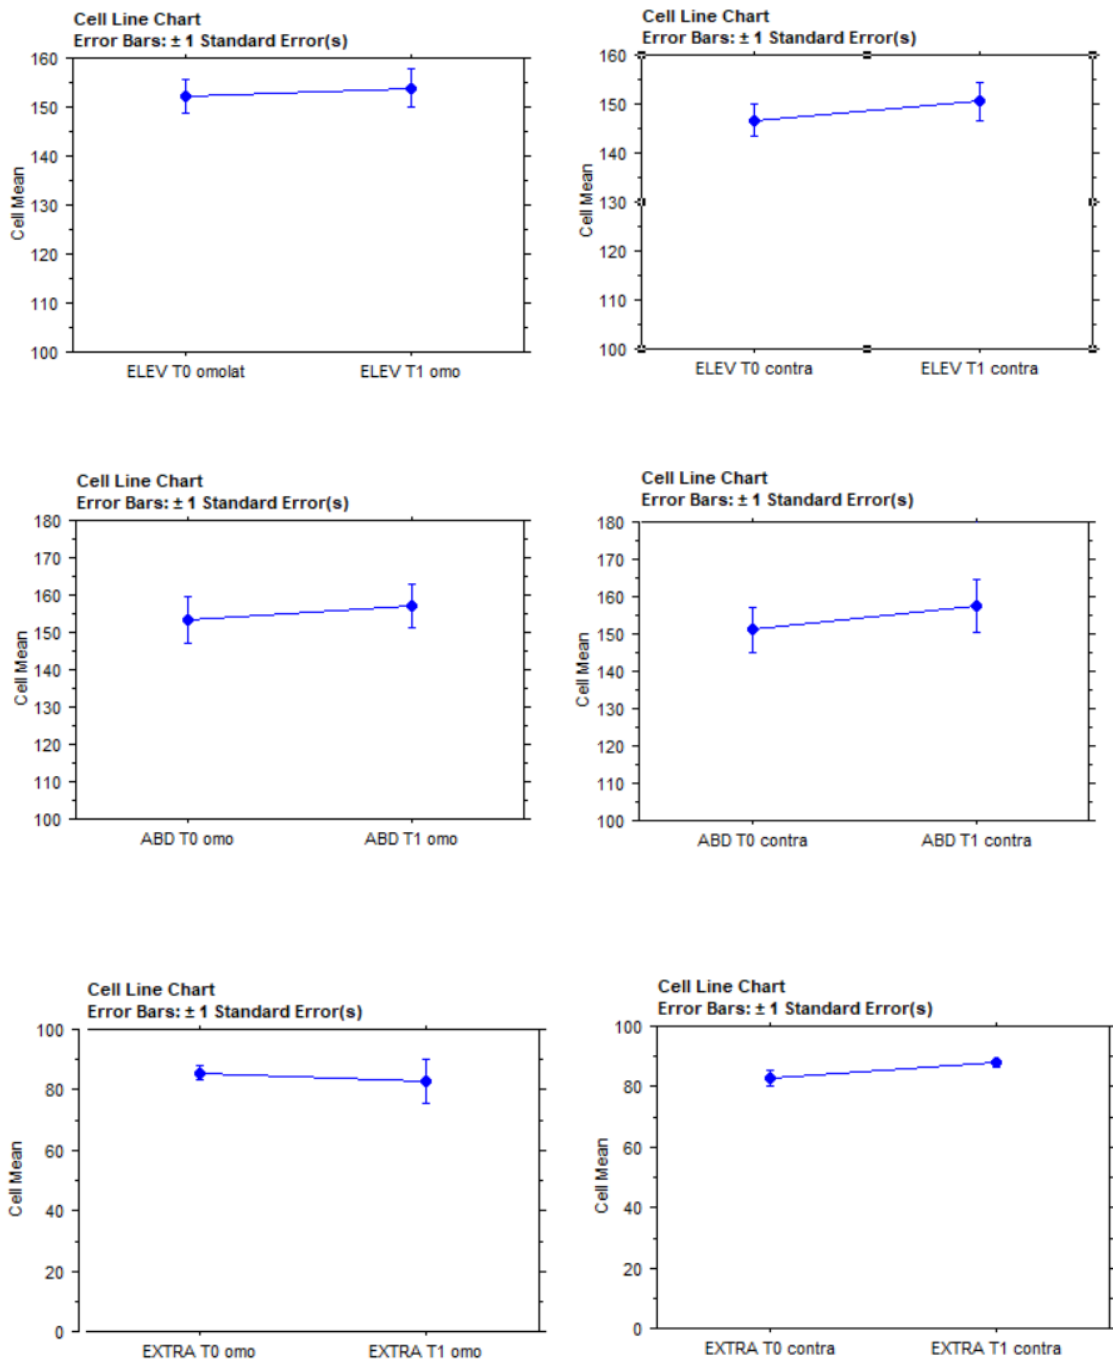 Cell Line Chart
Error Bars: ± 1 Standard Error(s)
160
150
140
130
120
110
100
Cell Mean
ELEV T0 omolat
ELEV T1 omo
Cell Line Chart
Error Bars: ± 1 Standard Error(s)
160
150
140
130
120
110
100
Cell Mean
ELEV T0 contra
ELEV T1 contra
Cell Line Chart
Error Bars: ± 1 Standard Error(s)
180
170
160
150
140
130
120
110
100
Cell Mean
ABD T0 omo
ABD T1 omo
Cell Line Chart
Error Bars: ± 1 Standard Error(s)
180
170
160
150
140
130
120
110
100
Cell Mean
ABD T0 contra
ABD T1 contra
Cell Line Chart
Error Bars: ± 1 Standard Error(s)
100
80
60
40
20
0
Cell Mean
EXTRA T0 omo
EXTRA T1 omo
Cell Line Chart
Error Bars: ± 1 Standard Error(s)
100
80
60
40
20
0
Cell Mean
EXTRA T0 contra
EXTRA T1 contra